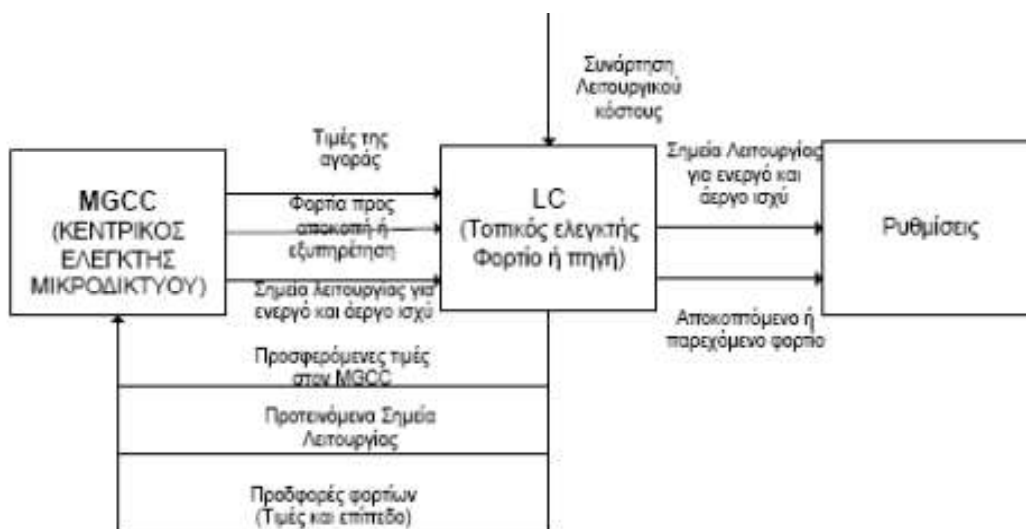 Συνάρτηση
Λειτουργικού
κόστους
Τιμές της
αγοράς
Σημεία Λειτουργίας
για ενεργό και
άεργο ισχύ
MGCC
(ΚΕΝΤΡΙΚΟΣ
ΕΛΕΓΚΤΗΣ
ΜΙΚΡΟΔΙΚΤΥΟΥ)
Φορτία προς
αποκοπή ή
εξυπηρέτηση
LC
(Τοπικός ελεγκτής
Φορτίο ή πηγή)
Ρυθμίσεις
Σημεία λειτουργίας για
ενεργό και άεργο ισχύ
Αποκοπτόμενο ή
παρεχόμενο φορτίο
Προσφερόμενες τιμές
στον MGCC
Προτεινόμενα Σημεία
Λειτουργίας
Προδφορές φορτίων
(Τιμές και επίπεδο)